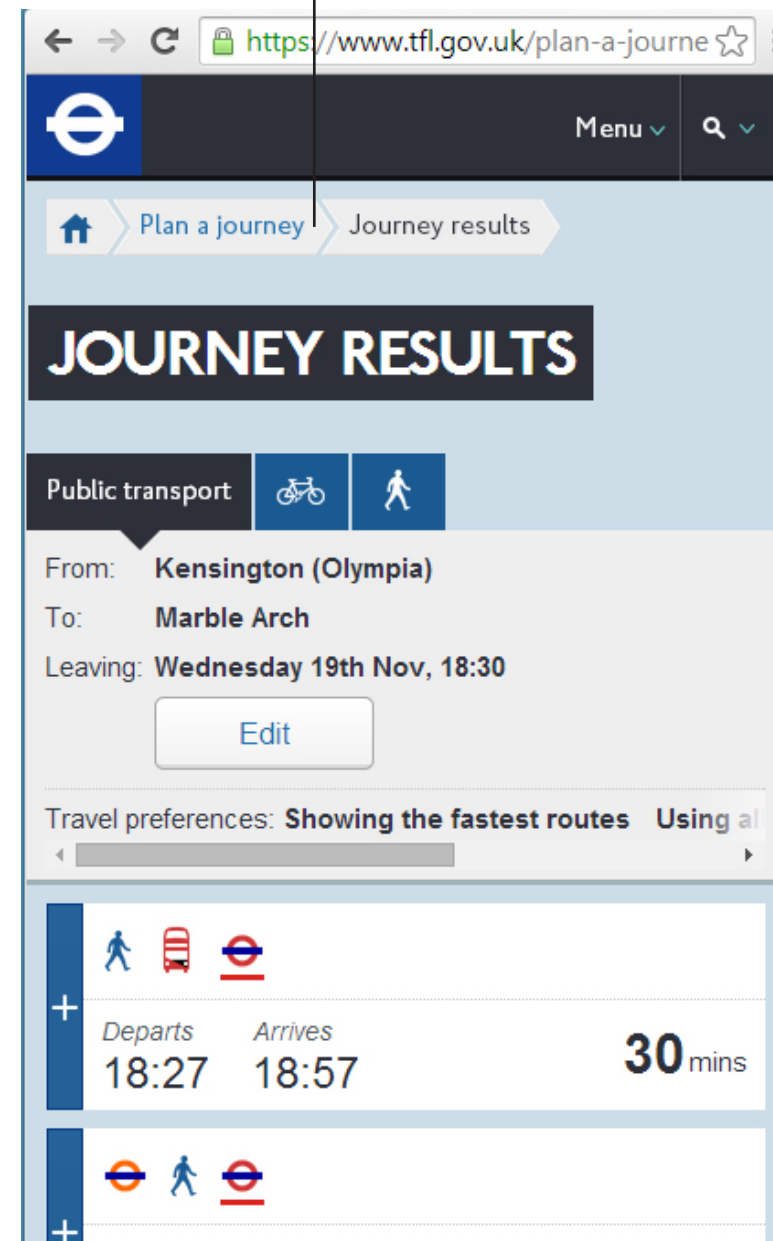 https://www.tfl.gov.uk/plan-a-journe
Menu
Plan a journey Journey results
JOURNEY RESULTS
Public transport
From: Kensington (Olympia)
To: Marble Arch
Leaving: Wednesday 19th Nov, 18:30
Edit
Travel preferences: Showing the fastest routes Using al
+
Departs Arrives
18:27 18:57 30 mins
+